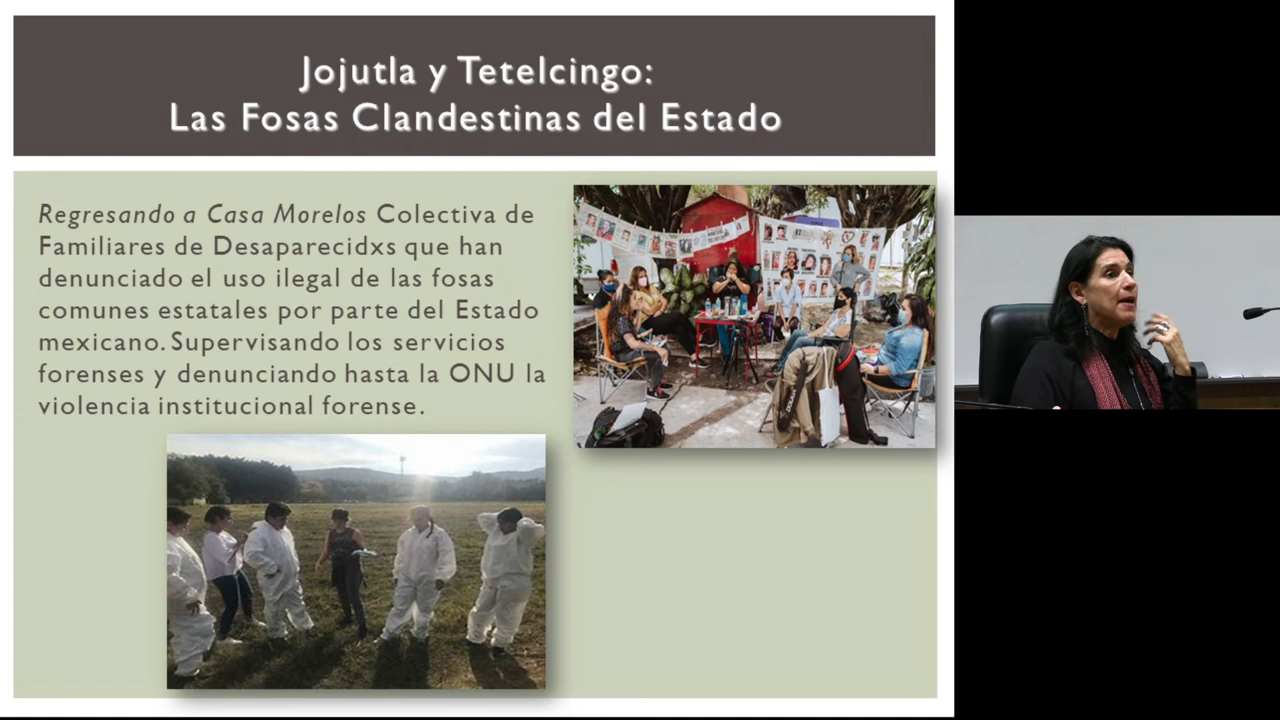 Jojutla y Tetelcingo:
Las Fosas Clandestinas del Estado
Regresando a Casa Morelos Colectiva de
Familiares de Desaparecidxs que han
denunciado el uso ilegal de las fosas
comunes estatales por parte del Estado
mexicano. Supervisando los servicios
forenses y denunciando hasta la ONU la
violencia institucional forense.